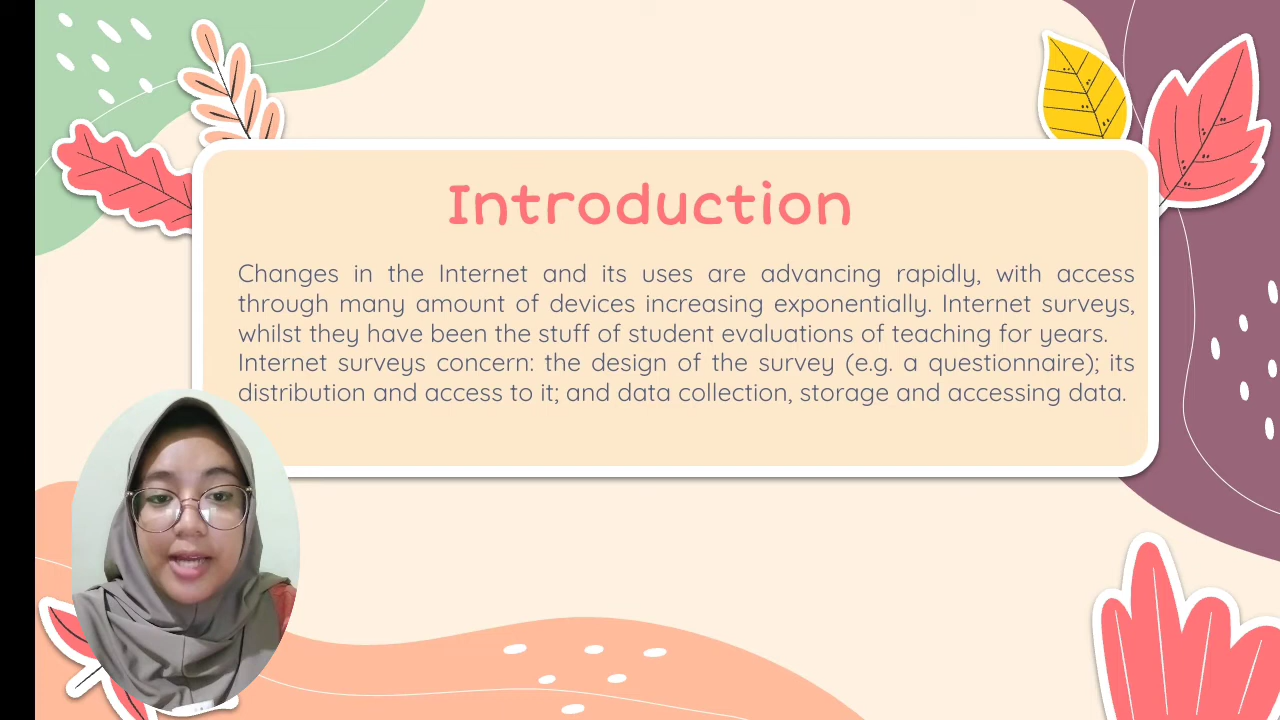 Introduction
Changes in the Internet and its uses are advancing rapidly, with access
through many amount of devices increasing exponentially. Internet surveys,
whilst they have been the stuff of student evaluations of teaching for years.
Internet surveys concern: the design of the survey (e.g. a questionnaire); its
distribution and access to it; and data collection, storage and accessing data.